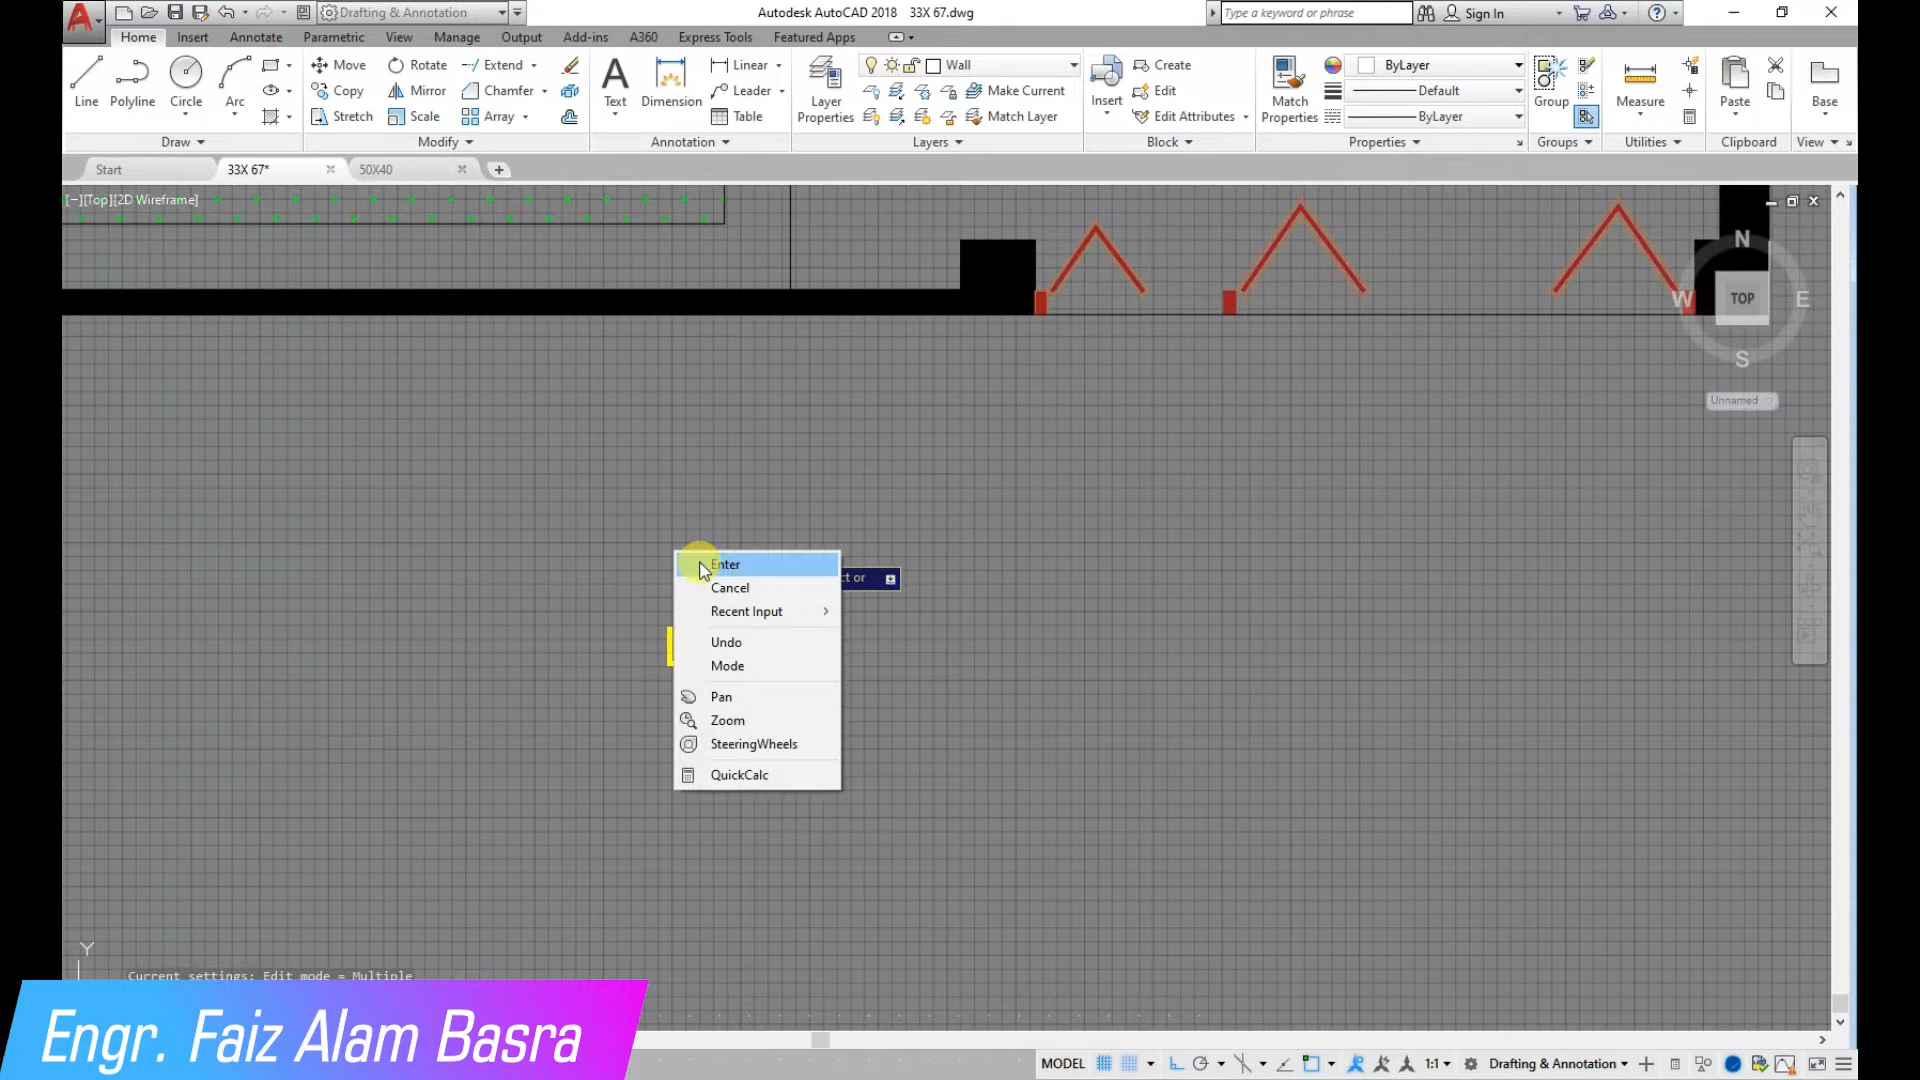 Drafting & Annotation
Autodesk AutoCAD 2018 33X 67.dwg
Type a keyword or phrase
Sign In
Home Insert Annotate Parametric View Manage Output Add-ins A360 Express Tools Featured Apps
Line Polyline Circle Arc
Move Rotate Extend
Copy Mirror Chamfer
Stretch Scale Array
Text Dimension
Linear
Leader
Table
Layer Properties
Wall
Make Current
Match Layer
Insert
Create
Edit
Edit Attributes
Match Properties
ByLayer
Default
ByLayer
Group
Measure
Paste
Base
Draw Modify Annotation Layers Block Properties Groups Utilities Clipboard View
Start 33X 67* 50X40
[−][Top][2D Wireframe]
N
W TOP E
S
Unnamed
Enter
ct or
Cancel
Recent Input
Undo
Mode
Pan
Zoom
SteeringWheels
QuickCalc
Y
Current settings: Edit mode = Multiple
Engr. Faiz Alam Basra
MODEL 1:1 Drafting & Annotation